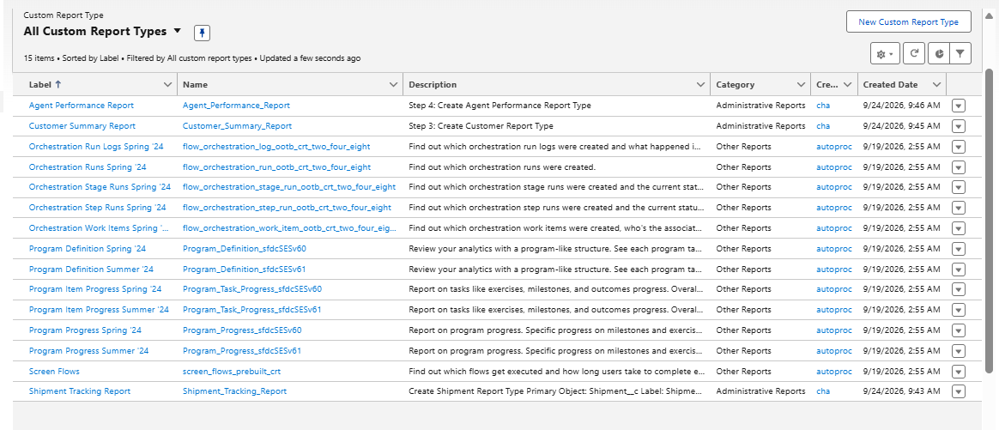 Custom Report Type
All Custom Report Types
New Custom Report Type
15 items • Sorted by Label • Filtered by All custom report types • Updated a few seconds ago
Label Name Description Category Cre... Created Date
Agent Performance Report Agent_Performance_Report Step 4: Create Agent Performance Report Type Administrative Reports cha 9/24/2026, 9:46 AM
Customer Summary Report Customer_Summary_Report Step 3: Create Customer Report Type Administrative Reports cha 9/24/2026, 9:45 AM
Orchestration Run Logs Spring '24 flow_orchestration_log_ootb_crt_two_four_eight Find out which orchestration run logs were created and what happened i... Other Reports autoproc 9/19/2026, 2:55 AM
Orchestration Runs Spring '24 flow_orchestration_run_ootb_crt_two_four_eight Find out which orchestration runs were created. Other Reports autoproc 9/19/2026, 2:55 AM
Orchestration Stage Runs Spring '24 flow_orchestration_stage_run_ootb_crt_two_four_eight Find out which orchestration stage runs were created and the current stat... Other Reports autoproc 9/19/2026, 2:55 AM
Orchestration Step Runs Spring '24 flow_orchestration_step_run_ootb_crt_two_four_eight Find out which orchestration step runs were created and the current statu... Other Reports autoproc 9/19/2026, 2:55 AM
Orchestration Work Items Spring '... flow_orchestration_work_item_ootb_crt_two_four_eig... Find out which orchestration work items were created, who's the associat... Other Reports autoproc 9/19/2026, 2:55 AM
Program Definition Spring '24 Program_Definition_sfdcSESv60 Review your analytics with a program-like structure. See each program ta... Other Reports autoproc 9/19/2026, 2:55 AM
Program Definition Summer '24 Program_Definition_sfdcSESv61 Review your analytics with a program-like structure. See each program ta... Other Reports autoproc 9/19/2026, 2:55 AM
Program Item Progress Spring '24 Program_Task_Progress_sfdcSESv60 Report on tasks like exercises, milestones, and outcomes progress. Overal... Other Reports autoproc 9/19/2026, 2:55 AM
Program Item Progress Summer '24 Program_Task_Progress_sfdcSESv61 Report on tasks like exercises, milestones, and outcomes progress. Overal... Other Reports autoproc 9/19/2026, 2:55 AM
Program Progress Spring '24 Program_Progress_sfdcSESv60 Report on program progress. Specific progress on milestones and exercis... Other Reports autoproc 9/19/2026, 2:55 AM
Program Progress Summer '24 Program_Progress_sfdcSESv61 Report on program progress. Specific progress on milestones and exercis... Other Reports autoproc 9/19/2026, 2:55 AM
Screen Flows screen_flows_prebuilt_crt Find out which flows get executed and how long users take to complete e... Other Reports autoproc 9/19/2026, 2:55 AM
Shipment Tracking Report Shipment_Tracking_Report Create Shipment Report Type Primary Object: Shipment__c Label: Shipme... Administrative Reports cha 9/24/2026, 9:43 AM